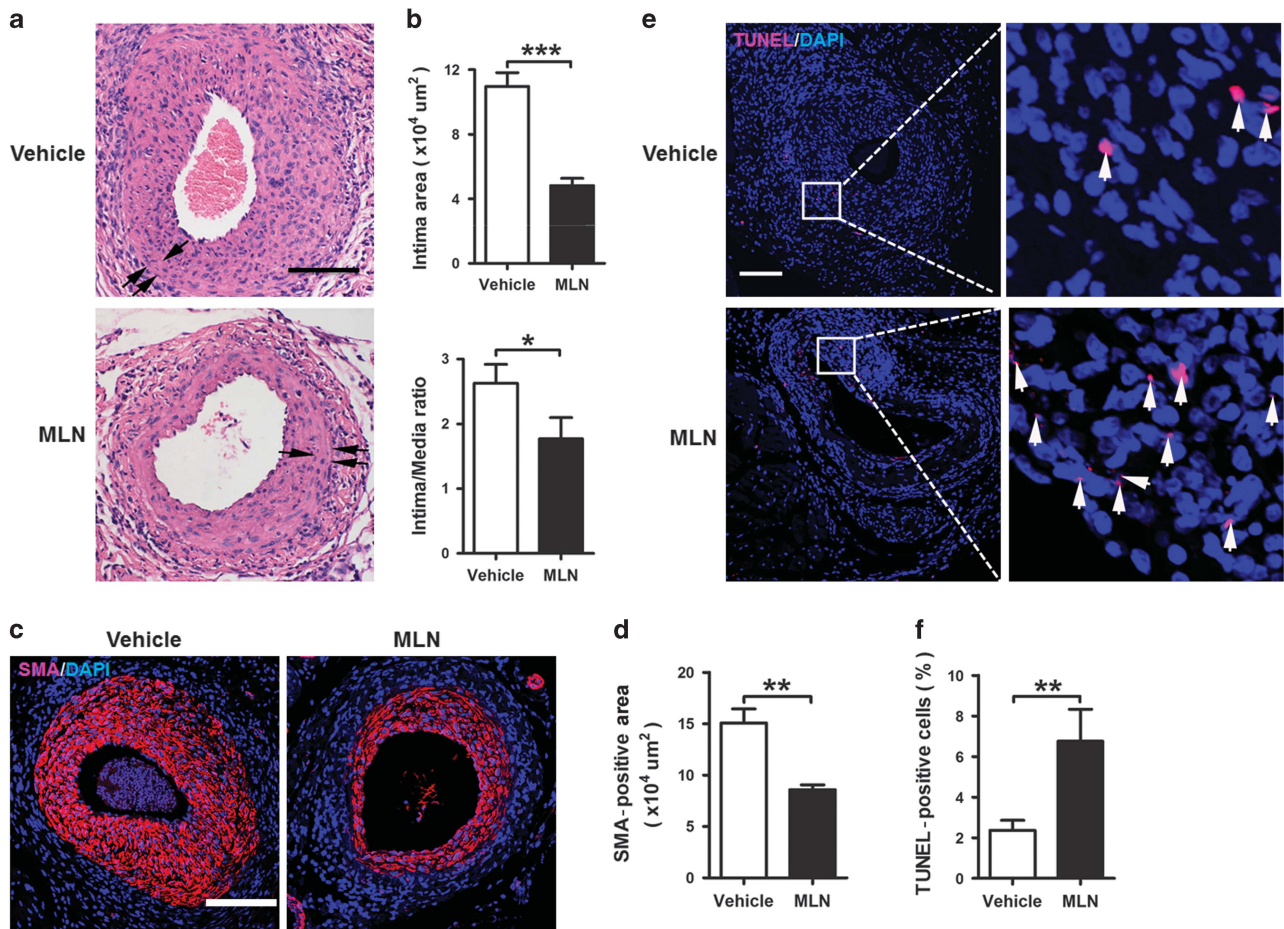 a
Vehicle
MLN
b
***
Intima area ( x10⁴ um² )
12
12
8
4
0
Vehicle MLN
*
Intima/Media ratio
3
2
1
0
Vehicle MLN
c
Vehicle MLN
SMA/DAPI
d
**
SMA-positive area
( x10⁴ um² )
20
15
10
5
0
Vehicle MLN
e
TUNEL/DAPI
Vehicle
MLN
f
**
TUNEL-positive cells ( % )
10
8
6
4
2
0
Vehicle MLN